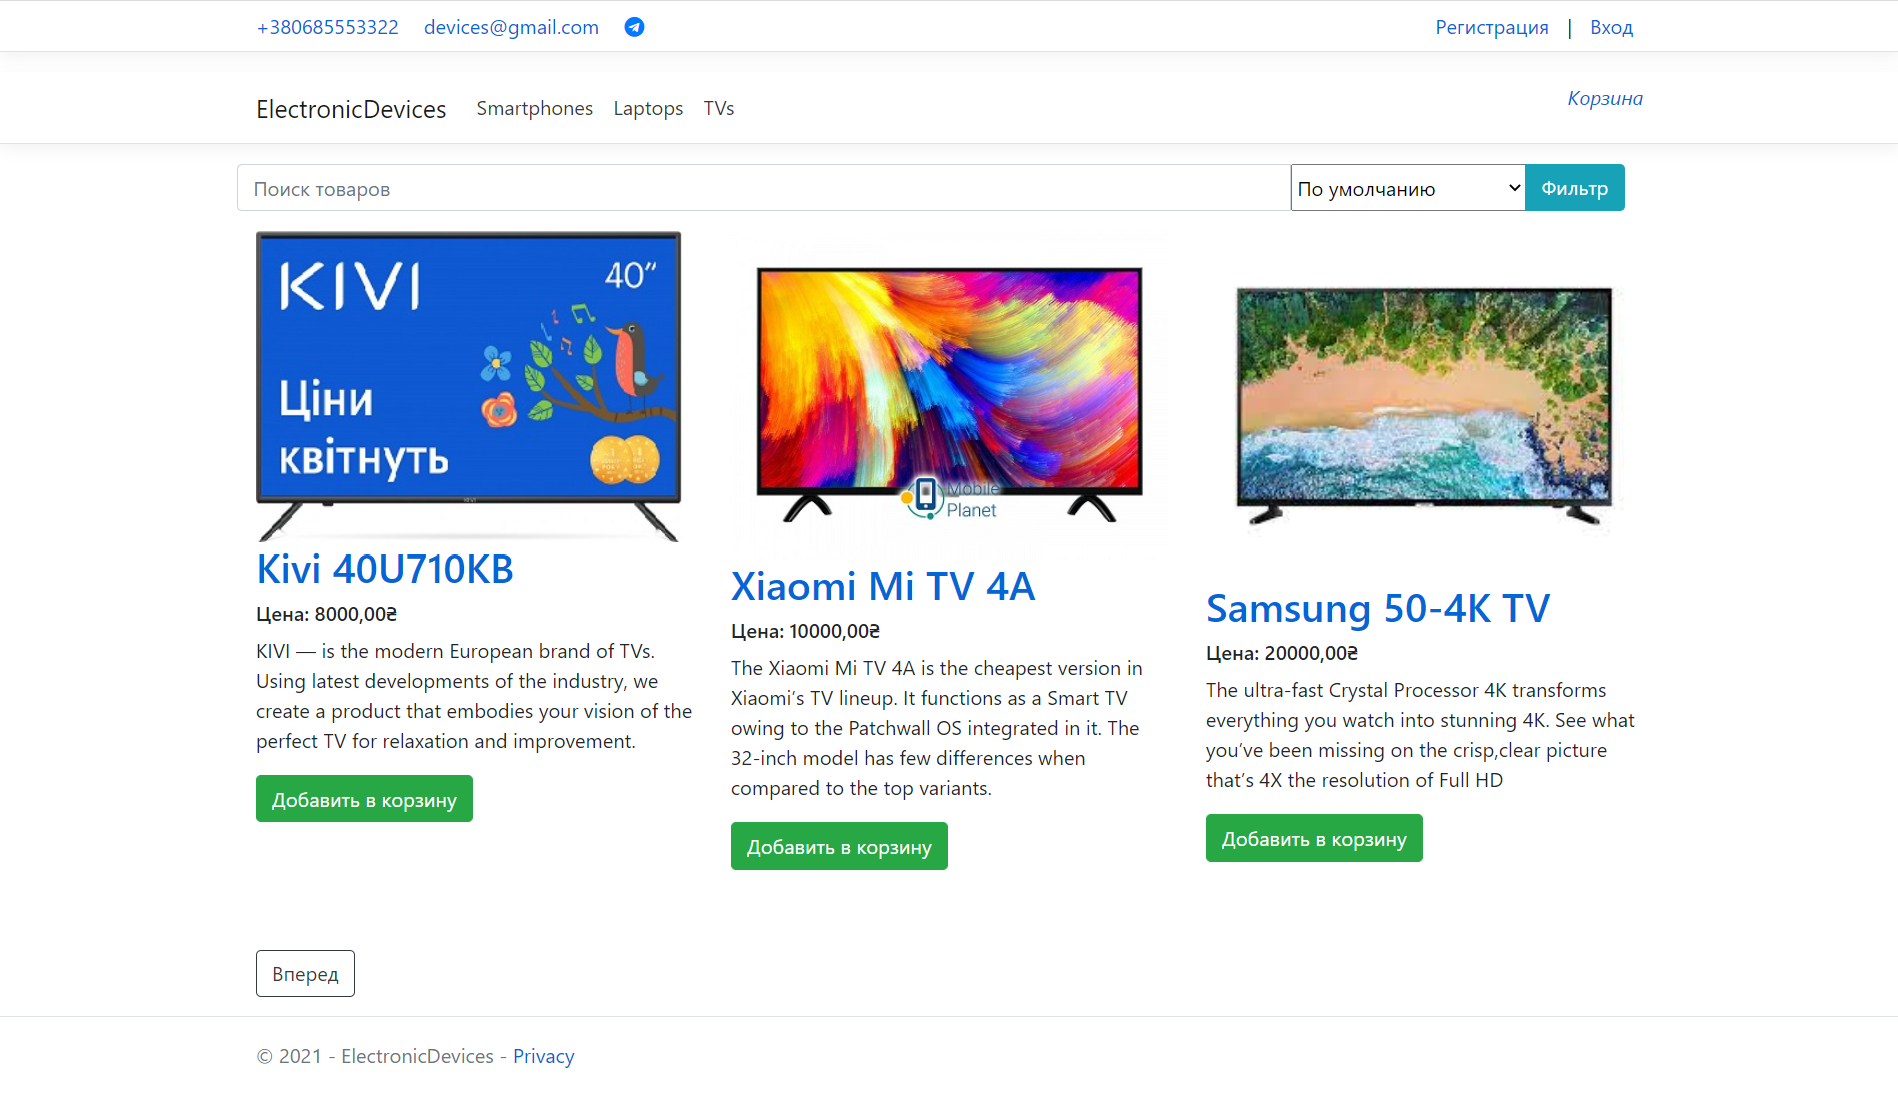 +380685553322 devices@gmail.com Регистрация | Вход
ElectronicDevices Smartphones Laptops TVs Корзина
Поиск товаров По умолчанию Фильтр
KIVI 40”
Ціни
квітнуть
KIVI
Kivi 40U710KB
Цена: 8000,00₴
KIVI — is the modern European brand of TVs.
Using latest developments of the industry, we
create a product that embodies your vision of the
perfect TV for relaxation and improvement.
Добавить в корзину
Mobile
Planet
Xiaomi Mi TV 4A
Цена: 10000,00₴
The Xiaomi Mi TV 4A is the cheapest version in
Xiaomi’s TV lineup. It functions as a Smart TV
owing to the Patchwall OS integrated in it. The
32-inch model has few differences when
compared to the top variants.
Добавить в корзину
Samsung 50-4K TV
Цена: 20000,00₴
The ultra-fast Crystal Processor 4K transforms
everything you watch into stunning 4K. See what
you’ve been missing on the crisp,clear picture
that’s 4X the resolution of Full HD
Добавить в корзину
Вперед
© 2021 - ElectronicDevices - Privacy